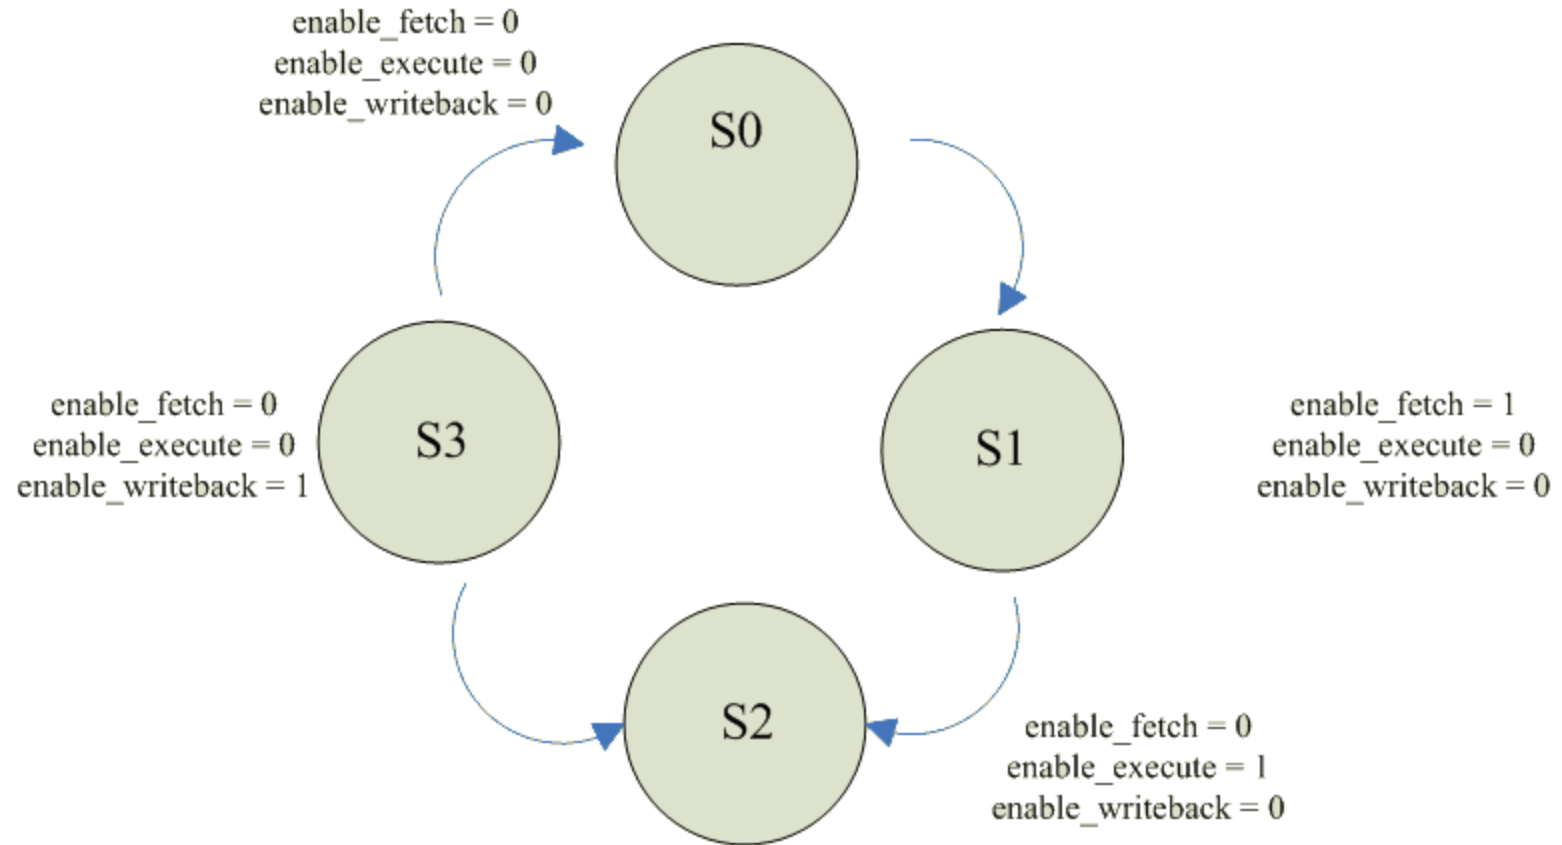 enable_fetch = 0
enable_execute = 0
enable_writeback = 0
S0
enable_fetch = 0
enable_execute = 0
enable_writeback = 1
S3
S1
enable_fetch = 1
enable_execute = 0
enable_writeback = 0
S2
enable_fetch = 0
enable_execute = 1
enable_writeback = 0